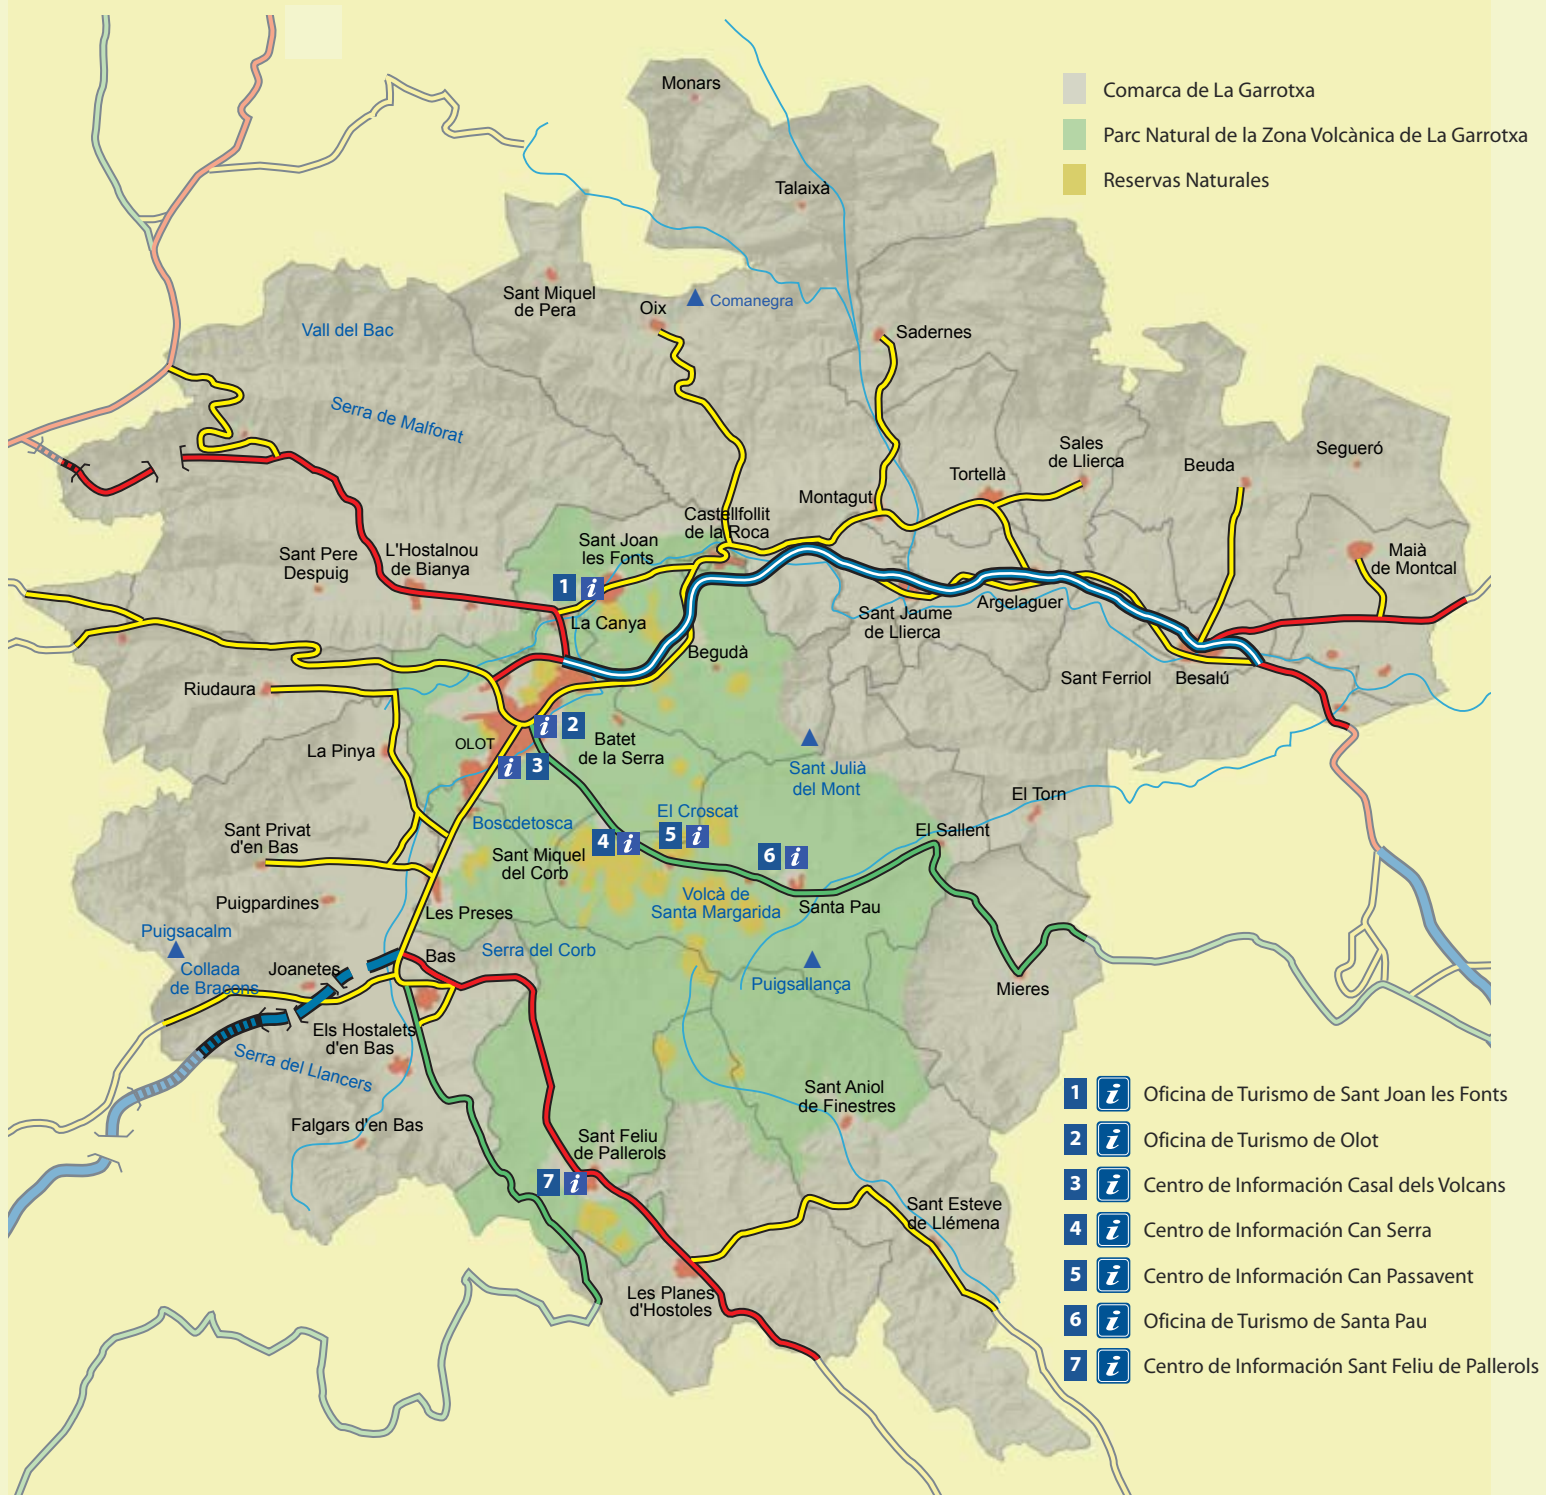 Monars
Comarca de La Garrotxa
Parc Natural de la Zona Volcànica de La Garrotxa
Reservas Naturales
Talaixà
Sant Miquel
de Pera
Oix
Comanegra
Vall del Bac
Sadernes
Serra de Malforat
Sales
de Llierca
Segueró
Beuda
Tortellà
Montagut
Castellfollit
de la Roca
Sant Joan
les Fonts
L'Hostalnou
de Bianya
Sant Pere
Despuig
Maià
de Montcal
1 i
La Canya
Sant Jaume
de Llierca
Argelaguer
Begudà
Sant Ferriol
Besalú
Riudaura
i 2
OLOT
La Pinya
Batet
de la Serra
i 3
Sant Julià
del Mont
El Torn
El Croscat
Boscdetosca
Sant Privat
d'en Bas
El Sallent
4 i
5 i
6 i
Sant Miquel
del Corb
Volcà de
Santa Margarida
Santa Pau
Puigpardines
Les Preses
Puigsacalm
Serra del Corb
Bas
Collada
de Bracons
Joanetes
Puigsallança
Mieres
Els Hostalets
d'en Bas
Serra del Llancers
Sant Aniol
de Finestres
Falgars d'en Bas
Sant Feliu
de Pallerols
7 i
Sant Esteve
de Llémena
Les Planes
d'Hostoles
1 i Oficina de Turismo de Sant Joan les Fonts
2 i Oficina de Turismo de Olot
3 i Centro de Información Casal dels Volcans
4 i Centro de Información Can Serra
5 i Centro de Información Can Passavent
6 i Oficina de Turismo de Santa Pau
7 i Centro de Información Sant Feliu de Pallerols